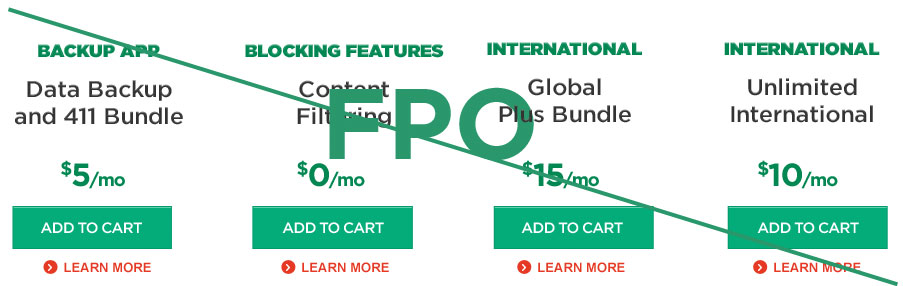 BACKUP APP
Data Backup
and 411 Bundle
$5/mo
ADD TO CART
LEARN MORE
BLOCKING FEATURES
Content
Filtering
$0/mo
ADD TO CART
LEARN MORE
FPO
INTERNATIONAL
Global
Plus Bundle
$15/mo
ADD TO CART
LEARN MORE
INTERNATIONAL
Unlimited
International
$10/mo
ADD TO CART
LEARN MORE